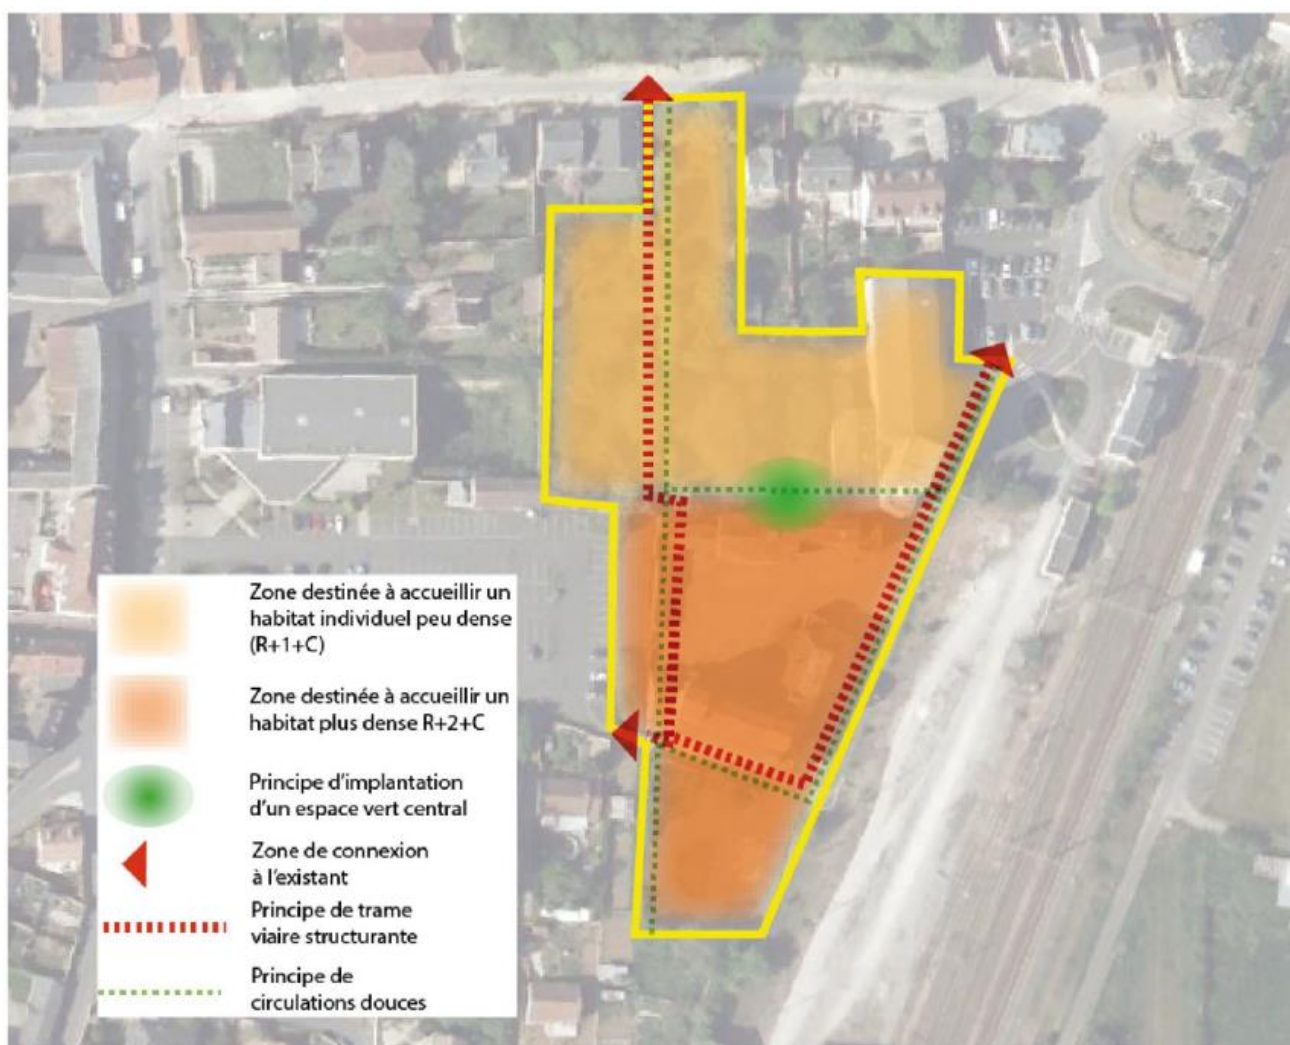 Zone destinée à accueillir un
habitat individuel peu dense
(R+1+C)
Zone destinée à accueillir un
habitat plus dense R+2+C
Principe d'implantation
d'un espace vert central
Zone de connexion
à l'existant
Principe de trame
viaire structurante
Principe de
circulations douces